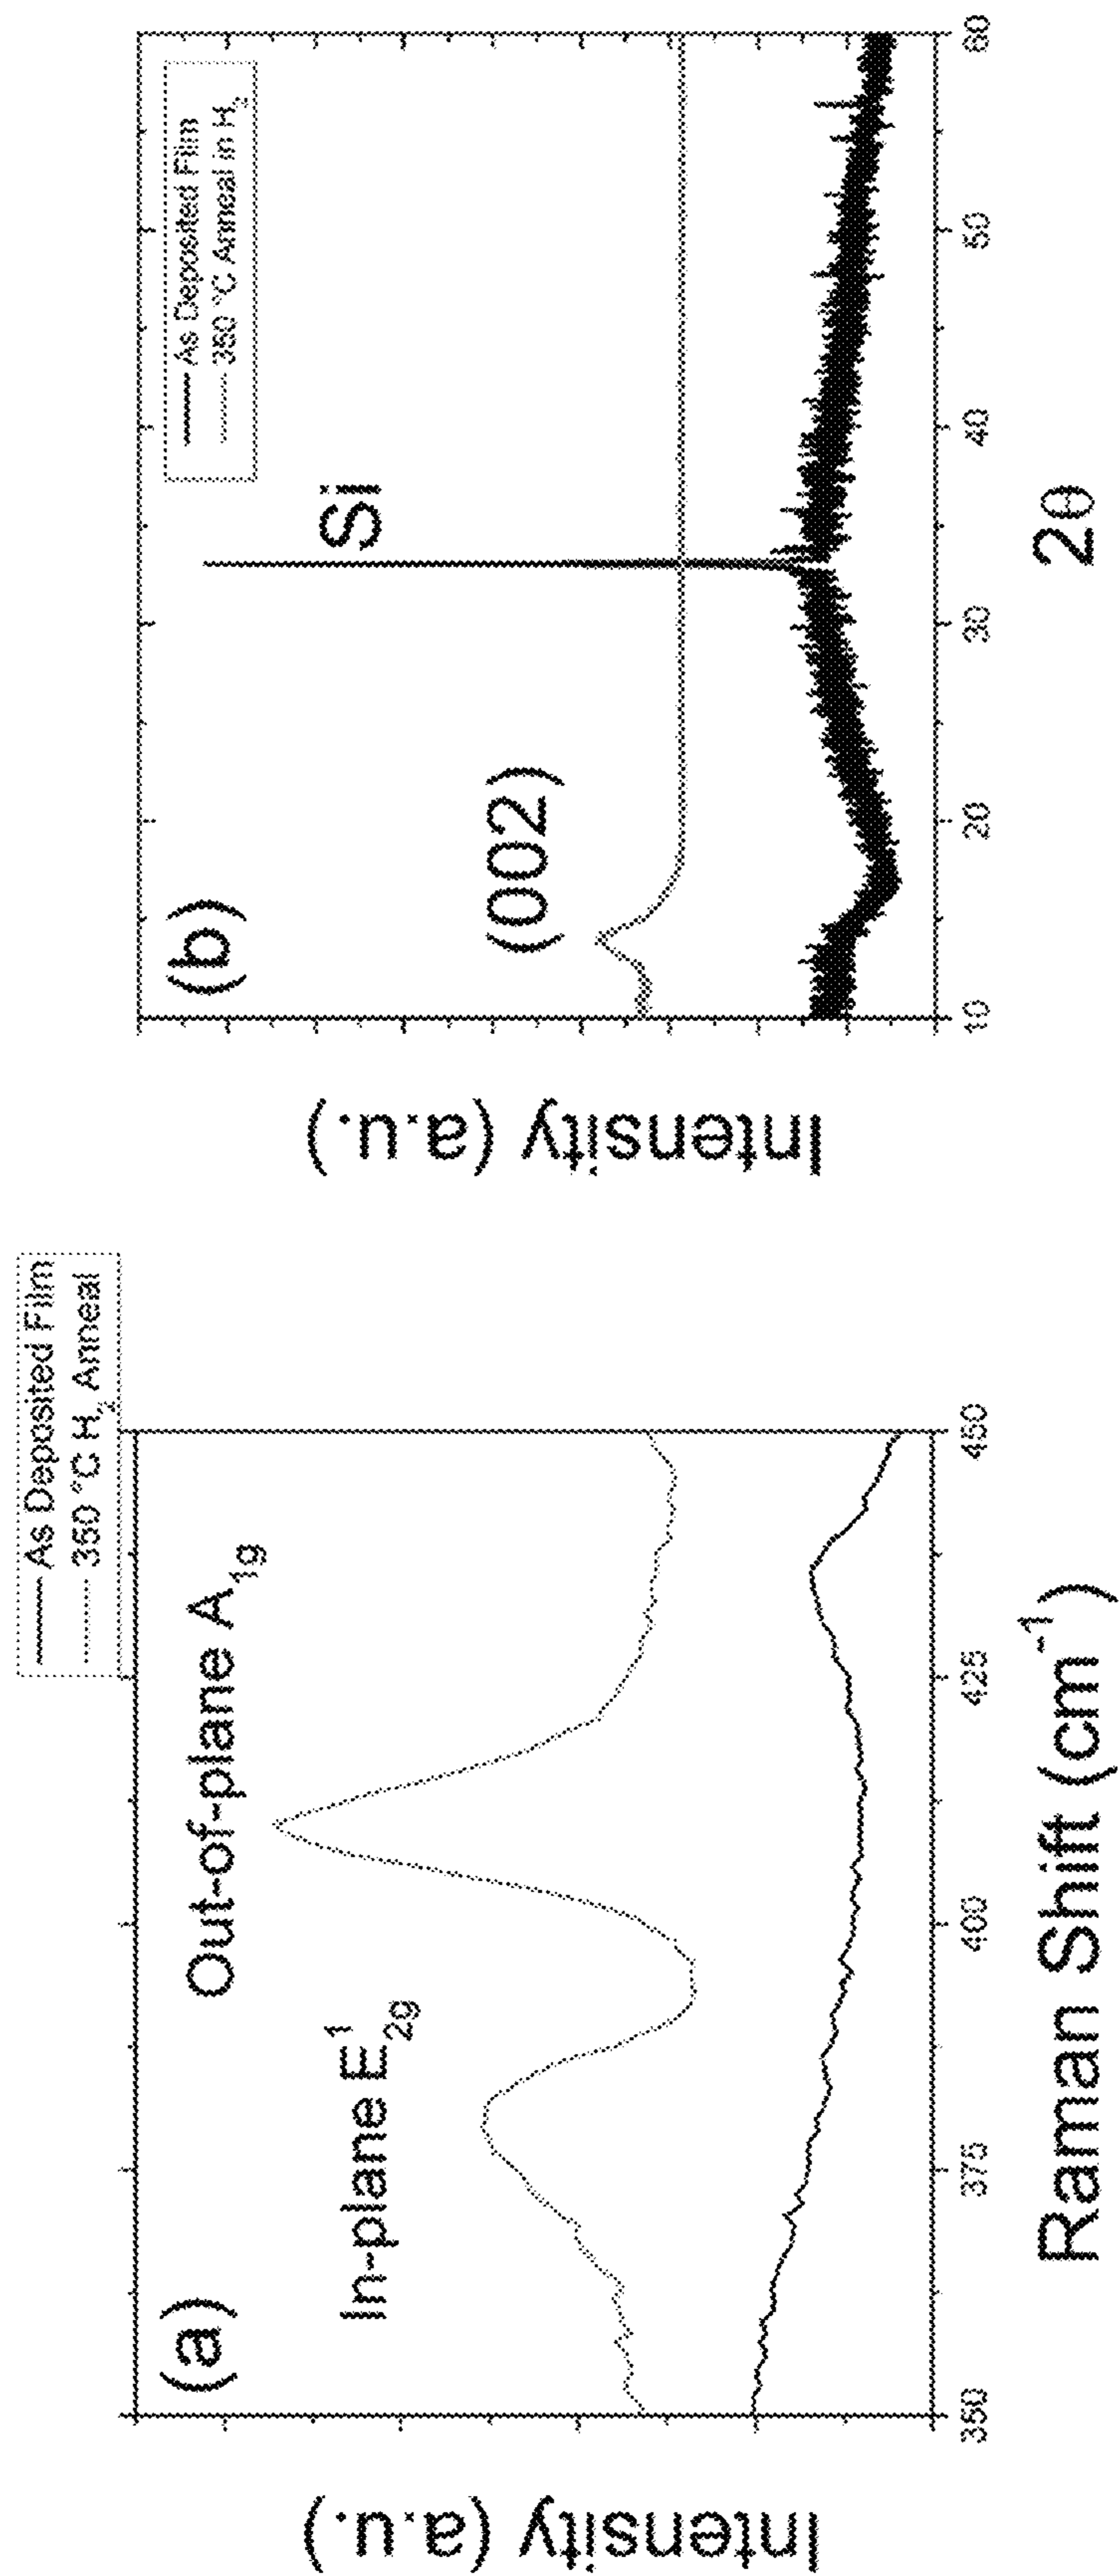 (a)
As Deposited Film
350 °C H2 Anneal
Out-of-plane A1g
In-plane E12g
Intensity (a.u.)
350 375 400 425 450
Raman Shift (cm-1)
(b)
As Deposited Film
350 °C Anneal in H2
Si
(002)
Intensity (a.u.)
10 20 30 40 50 60
2θ